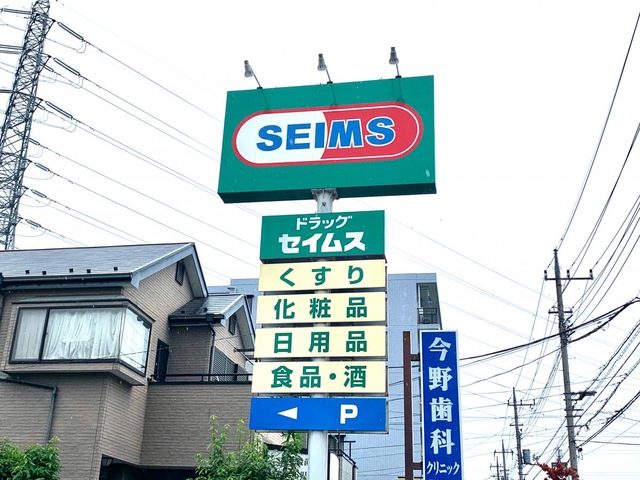 SEIMS
ドラッグ
セイムス
くすり
化粧品
日用品
食品・酒
◀ P
今野歯科
クリニック